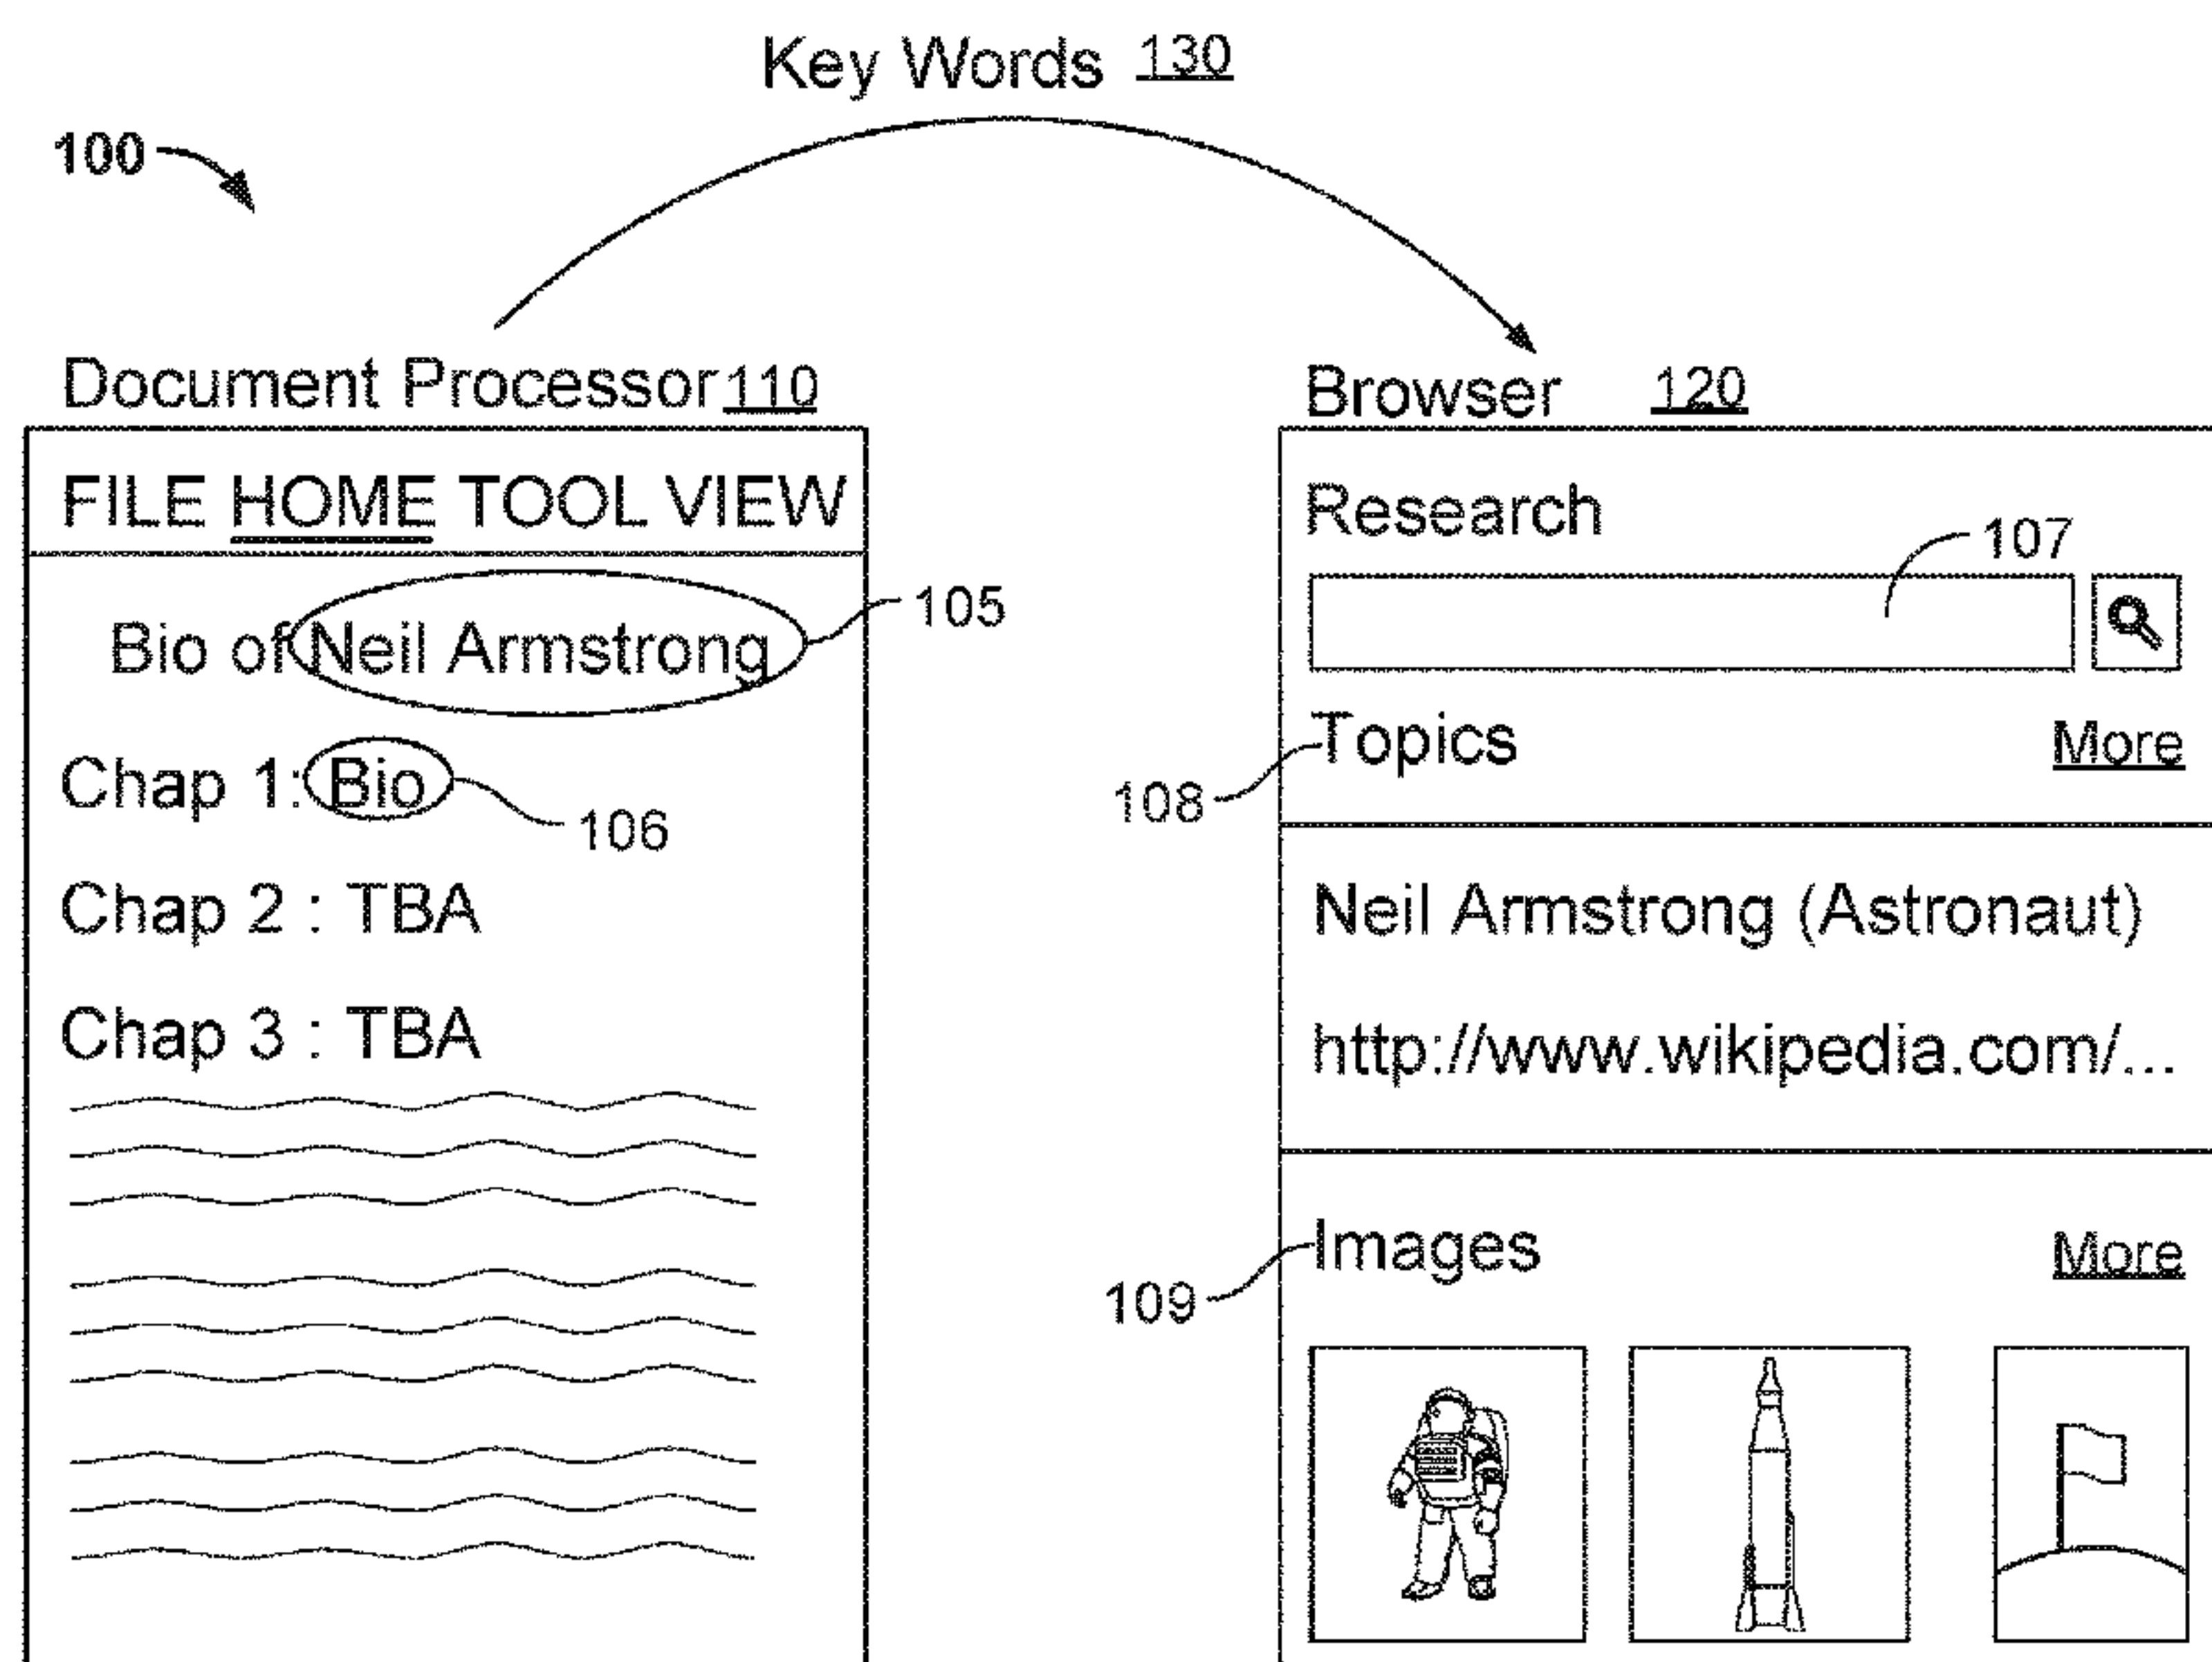 Key Words 130
100
Document Processor 110
FILE HOME TOOL VIEW
Bio of Neil Armstrong
105
Chap 1: Bio
106
Chap 2 : TBA
Chap 3 : TBA
Browser 120
Research
107
Topics More
108
Neil Armstrong (Astronaut)
http://www.wikipedia.com/...
Images More
109